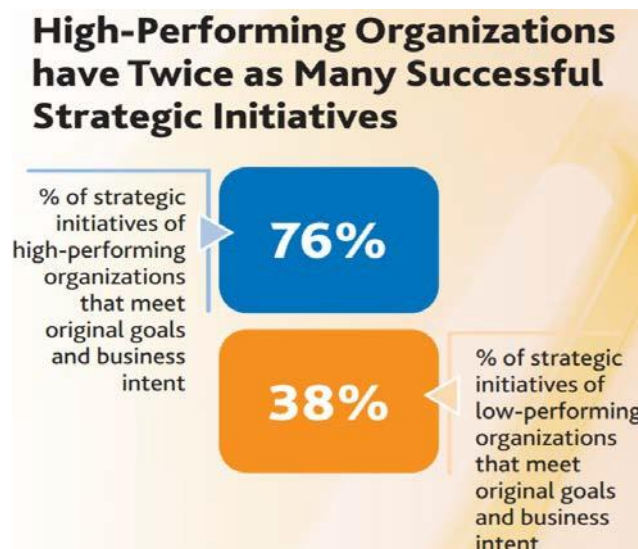 High-Performing Organizations
have Twice as Many Successful
Strategic Initiatives
% of strategic
initiatives of
high-performing
organizations
that meet
original goals
and business
intent
76%
38%
% of strategic
initiatives of
low-performing
organizations
that meet
original goals
and business
intent